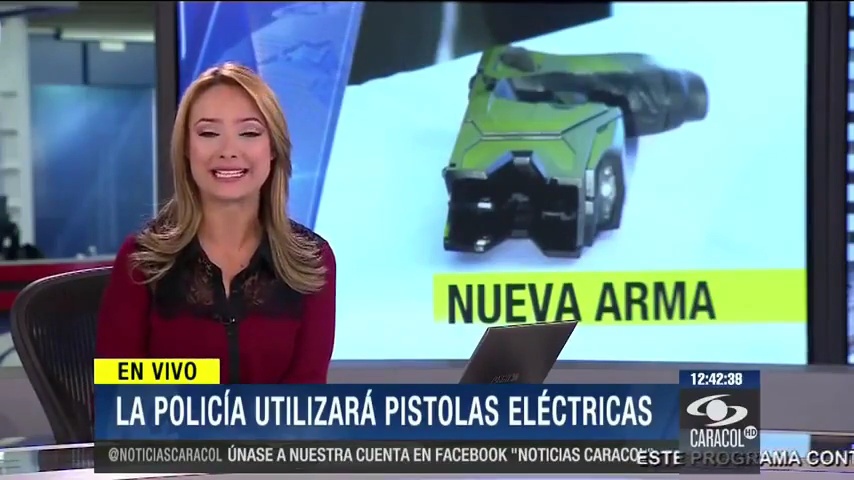 NUEVA ARMA
EN VIVO
12:42:38
LA POLICÍA UTILIZARÁ PISTOLAS ELÉCTRICAS
CARACOL HD
@NOTICIASCARACOL ÚNASE A NUESTRA CUENTA EN FACEBOOK "NOTICIAS CARACOL"
ESTE PROGRAMA CONT